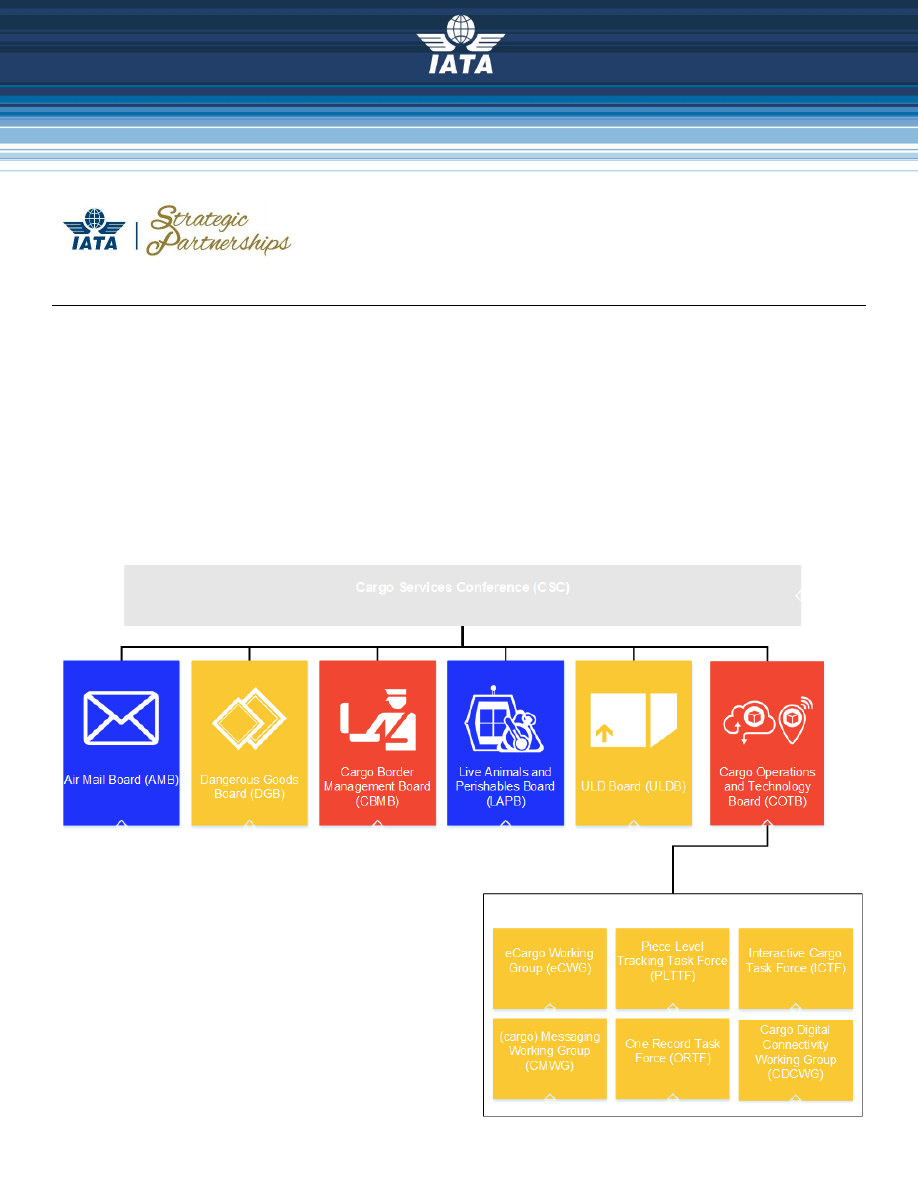 IATA
IATA
Strategic
Partnerships
Cargo Services Conference (CSC)
Air Mail Board (AMB)
Dangerous Goods
Board (DGB)
Cargo Border
Management Board
(CBMB)
Live Animals and
Perishables Board
(LAPB)
ULD Board (ULDB)
Cargo Operations
and Technology
Board (COTB)
eCargo Working
Group (eCWG)
Piece Level
Tracking Task Force
(PLTTF)
Interactive Cargo
Task Force (ICTF)
(cargo) Messaging
Working Group
(CMWG)
One Record Task
Force (ORTF)
Cargo Digital
Connectivity
Working Group
(CDCWG)